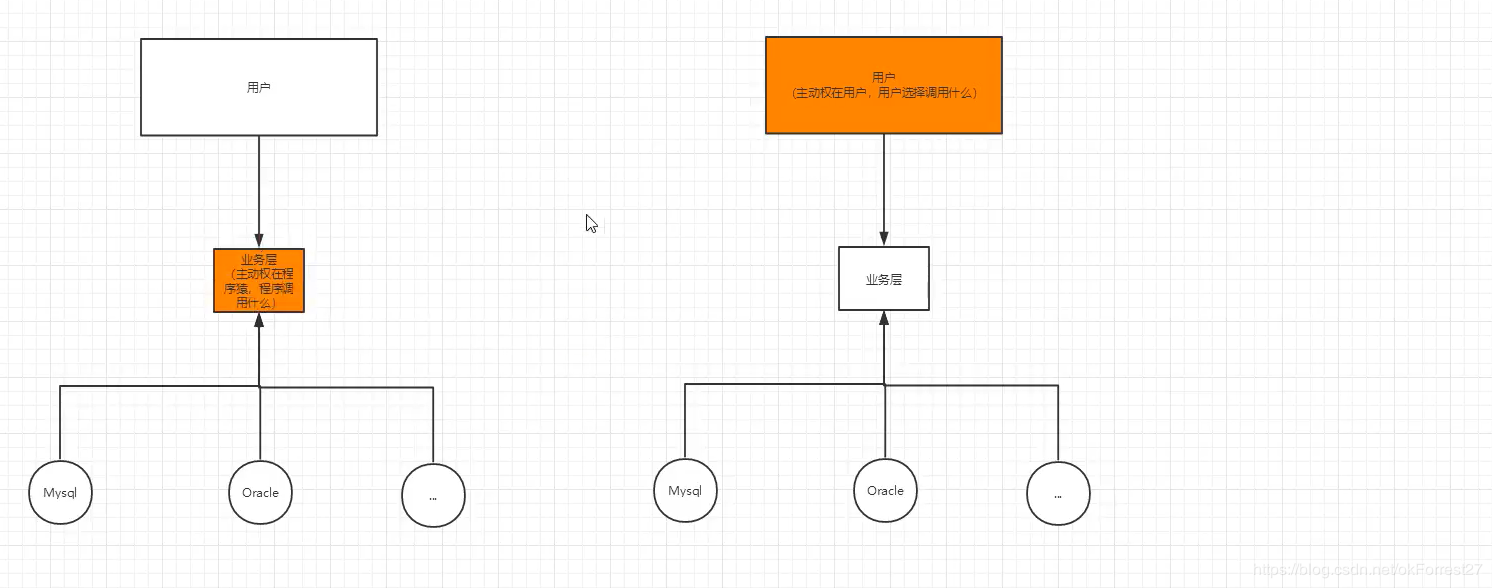 用户
业务层
（主动权在程
序猿，程序调
用什么）
Mysql
Oracle
...
用户
（主动权在用户，用户选择调用什么）
业务层
Mysql
Oracle
...
https://blog.csdn.net/okForrest27